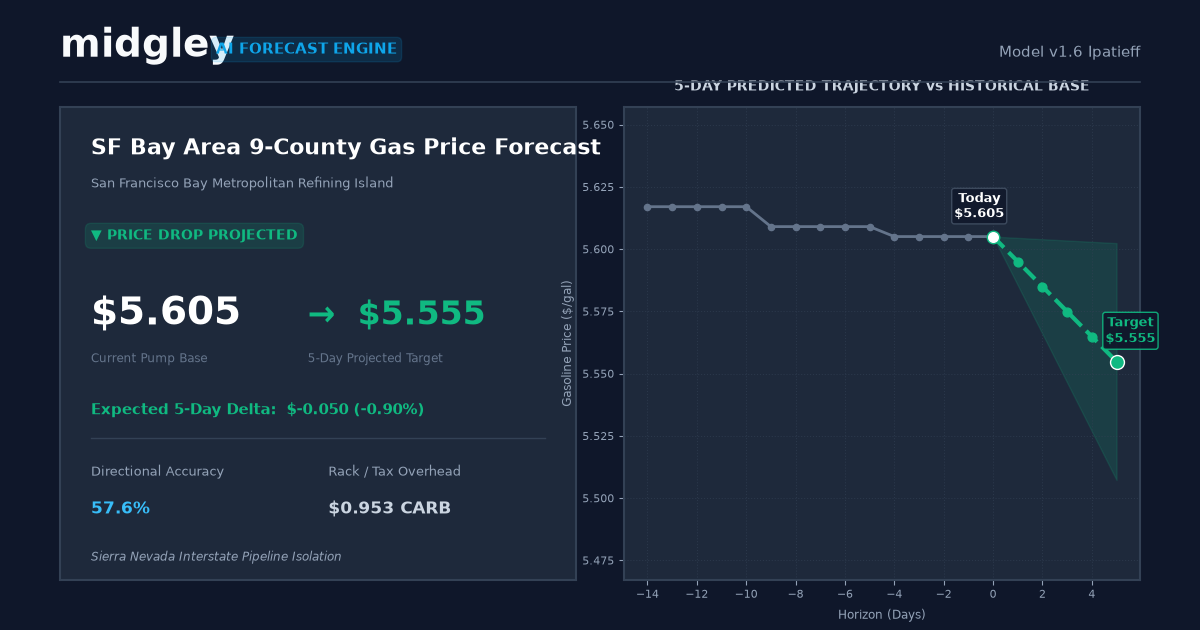 midgley
AI FORECAST ENGINE
Model v1.6 Ipatieff
SF Bay Area 9-County Gas Price Forecast
San Francisco Bay Metropolitan Refining Island
▼ PRICE DROP PROJECTED
$5.605 → $5.555
Current Pump Base
5-Day Projected Target
Expected 5-Day Delta: $-0.050 (-0.90%)
Directional Accuracy
57.6%
Rack / Tax Overhead
$0.953 CARB
Sierra Nevada Interstate Pipeline Isolation
5-DAY PREDICTED TRAJECTORY vs HISTORICAL BASE
Gasoline Price ($/gal)
5.650
5.625
5.600
5.575
5.550
5.525
5.500
5.475
Today
$5.605
Target
$5.555
−14 −12 −10 −8 −6 −4 −2 0 2 4
Horizon (Days)